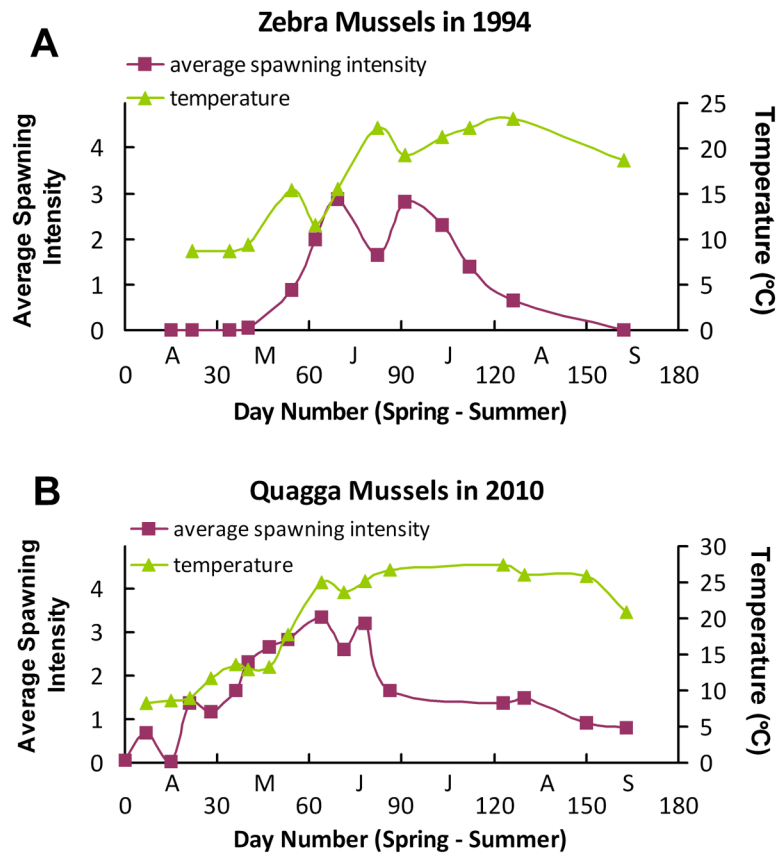 A
Zebra Mussels in 1994
average spawning intensity
temperature
Average Spawning
Intensity
4
3
2
1
0
25
20
15
10
5
0
Temperature (°C)
A M J J A S
0 30 60 90 120 150 180
Day Number (Spring - Summer)
B
Quagga Mussels in 2010
average spawning intensity
temperature
Average Spawning
Intensity
4
3
2
1
0
30
25
20
15
10
5
0
Temperature (°C)
A M J J A S
0 30 60 90 120 150 180
Day Number (Spring - Summer)